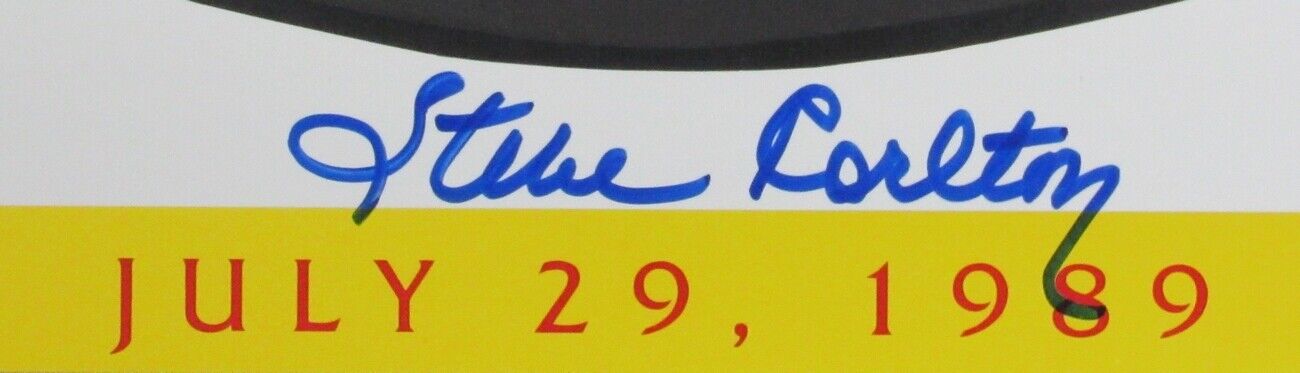 Steve Carlton
JULY 29, 1989